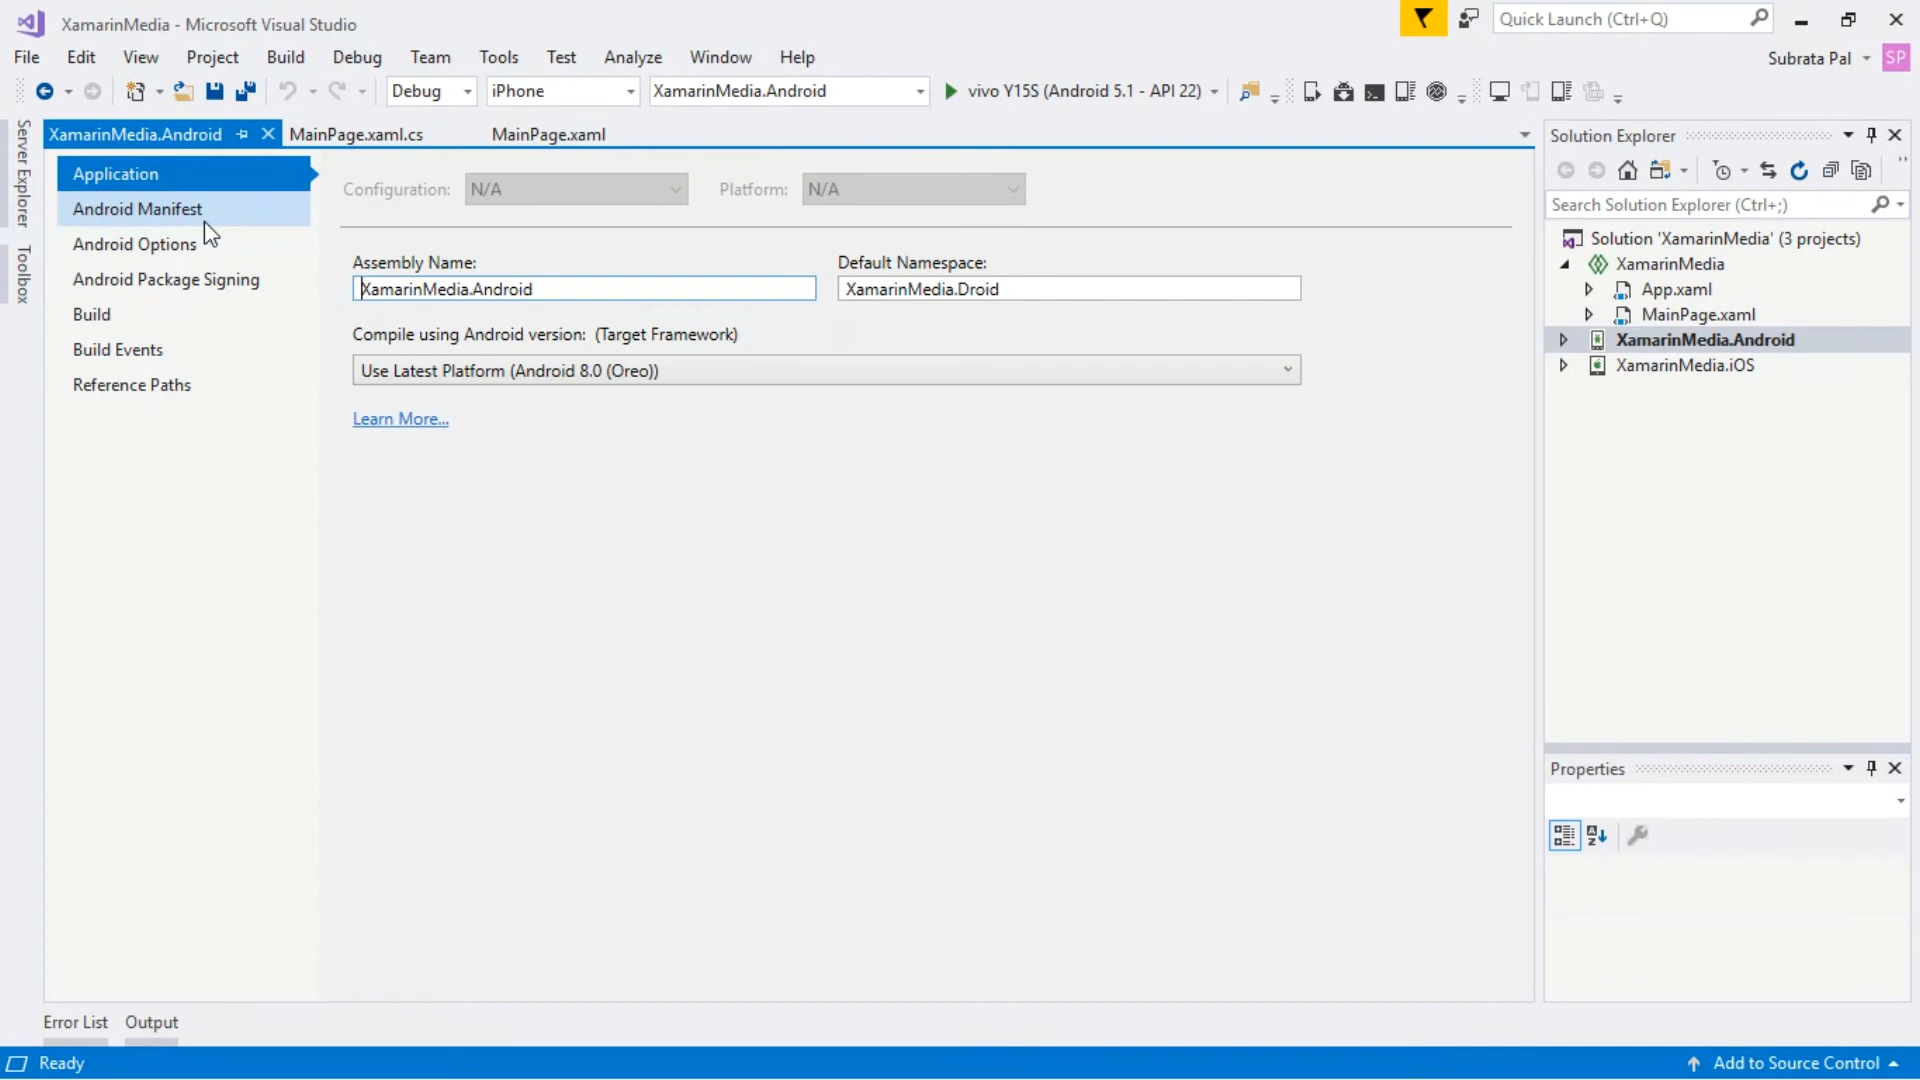 XamarinMedia - Microsoft Visual Studio
Quick Launch (Ctrl+Q)
File Edit View Project Build Debug Team Tools Test Analyze Window Help
Subrata Pal SP
Debug iPhone XamarinMedia.Android vivo Y15S (Android 5.1 - API 22)
Server Explorer
Toolbox
XamarinMedia.Android MainPage.xaml.cs MainPage.xaml
Application
Android Manifest
Android Options
Android Package Signing
Build
Build Events
Reference Paths
Configuration: N/A Platform: N/A
Assembly Name: Default Namespace:
XamarinMedia.Android XamarinMedia.Droid
Compile using Android version: (Target Framework)
Use Latest Platform (Android 8.0 (Oreo))
Learn More...
Solution Explorer
Search Solution Explorer (Ctrl+;)
Solution 'XamarinMedia' (3 projects)
XamarinMedia
App.xaml
MainPage.xaml
XamarinMedia.Android
XamarinMedia.iOS
Properties
Error List Output
Ready
Add to Source Control